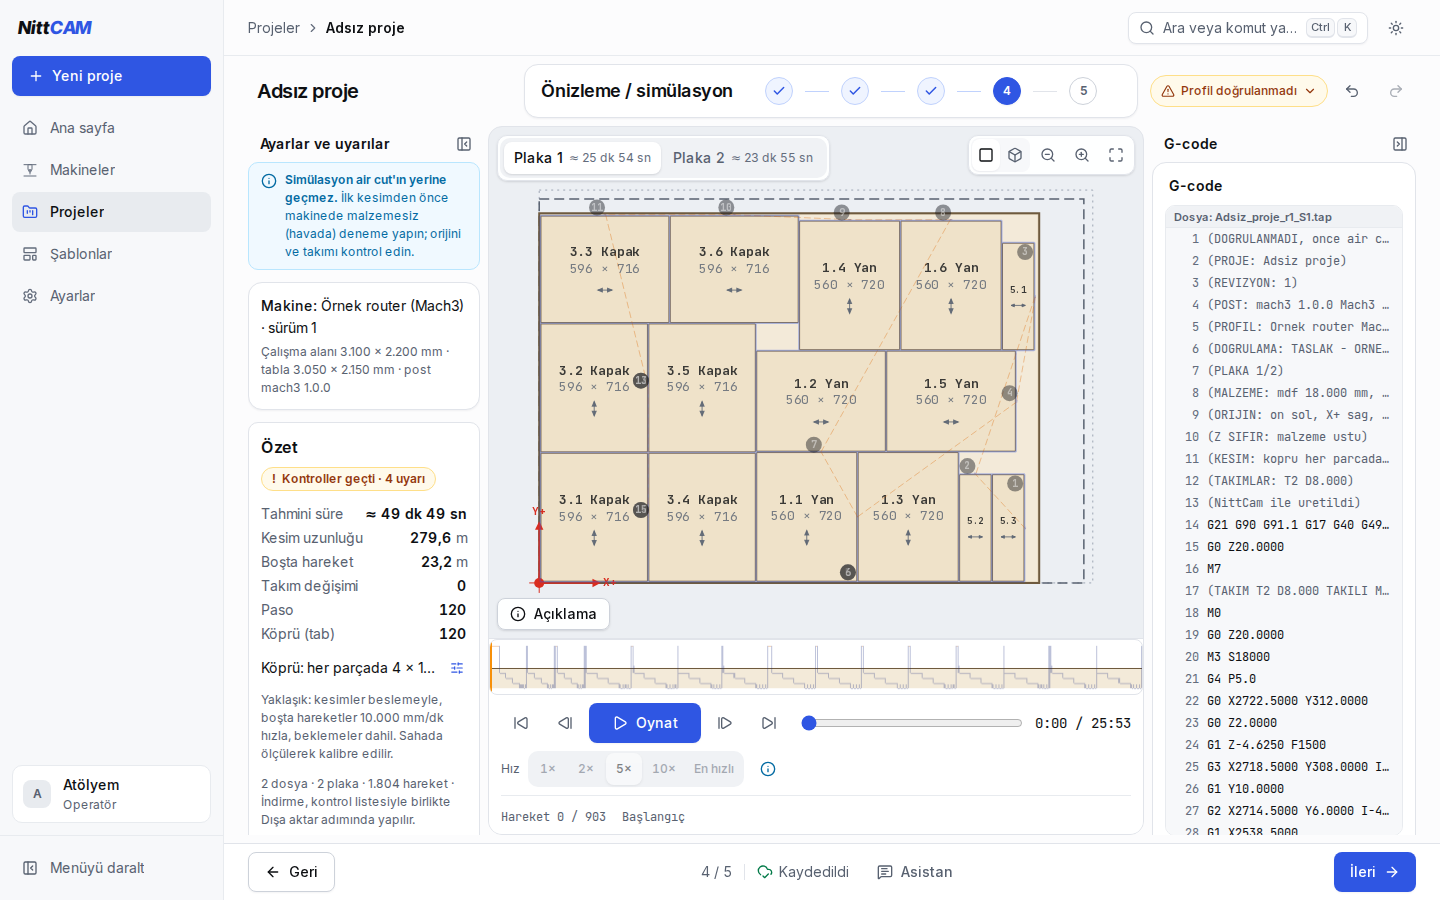 NittCAM
Yeni proje
Ana sayfa
Makineler
Projeler
Şablonlar
Ayarlar
A
Atölyem
Operatör
Menüyü daralt
Projeler
Adsız proje
Ara veya komut ya...
Ctrl
K
Adsız proje
Önizleme / simülasyon
4
5
Profil doğrulanmadı
Ayarlar ve uyarılar
Simülasyon air cut'ın yerine
geçmez. İlk kesimden önce
makinede malzemesiz
(havada) deneme yapın; orijini
ve takımı kontrol edin.
Makine: Örnek router (Mach3)
· sürüm 1
Çalışma alanı 3.100 × 2.200 mm ·
tabla 3.050 × 2.150 mm · post
mach3 1.0.0
Özet
! Kontroller geçti · 4 uyarı
Tahmini süre ≈ 49 dk 49 sn
Kesim uzunluğu 279,6 m
Boşta hareket 23,2 m
Takım değişimi 0
Paso 120
Köprü (tab) 120
Köprü: her parçada 4 × 1...
Yaklaşık: kesimler beslemeyle,
boşta hareketler 10.000 mm/dk
hızla, beklemeler dahil. Sahada
ölçülerek kalibre edilir.
2 dosya · 2 plaka · 1.804 hareket ·
İndirme, kontrol listesiyle birlikte
Dışa aktar adımında yapılır.
Plaka 1 ≈ 25 dk 54 sn
Plaka 2 ≈ 23 dk 55 sn
11
10
9
8
3
3.3 Kapak
596 × 716
3.6 Kapak
596 × 716
1.4 Yan
560 × 720
1.6 Yan
560 × 720
5.1
3.2 Kapak
596 × 716
13
3.5 Kapak
596 × 716
1.2 Yan
560 × 720
1.5 Yan
560 × 720
4
7
2
1
3.1 Kapak
596 × 716
15
3.4 Kapak
596 × 716
1.1 Yan
560 × 720
1.3 Yan
560 × 720
5.2
5.3
6
Y+
X+
Açıklama
Oynat
0:00 / 25:53
Hız
1×
2×
5×
10×
En hızlı
Hareket 0 / 903 Başlangıç
G-code
G-code
Dosya: Adsiz_proje_r1_S1.tap
1 (DOGRULANMADI, once air c…
2 (PROJE: Adsiz proje)
3 (REVIZYON: 1)
4 (POST: mach3 1.0.0 Mach3 …
5 (PROFIL: Ornek router Mac…
6 (DOGRULAMA: TASLAK - ORNE…
7 (PLAKA 1/2)
8 (MALZEME: mdf 18.000 mm, …
9 (ORIJIN: on sol, X+ sag, …
10 (Z SIFIR: malzeme ustu)
11 (KESIM: kopru her parcada…
12 (TAKIMLAR: T2 D8.000)
13 (NittCam ile uretildi)
14 G21 G90 G91.1 G17 G40 G49…
15 G0 Z20.0000
16 M7
17 (TAKIM T2 D8.000 TAKILI M…
18 M0
19 G0 Z20.0000
20 M3 S18000
21 G4 P5.0
22 G0 X2722.5000 Y312.0000
23 G0 Z2.0000
24 G1 Z-4.6250 F1500
25 G3 X2718.5000 Y308.0000 I…
26 G1 Y10.0000
27 G2 X2714.5000 Y6.0000 I-4…
28 G1 X2538.5000
Geri
4 / 5
Kaydedildi
Asistan
İleri